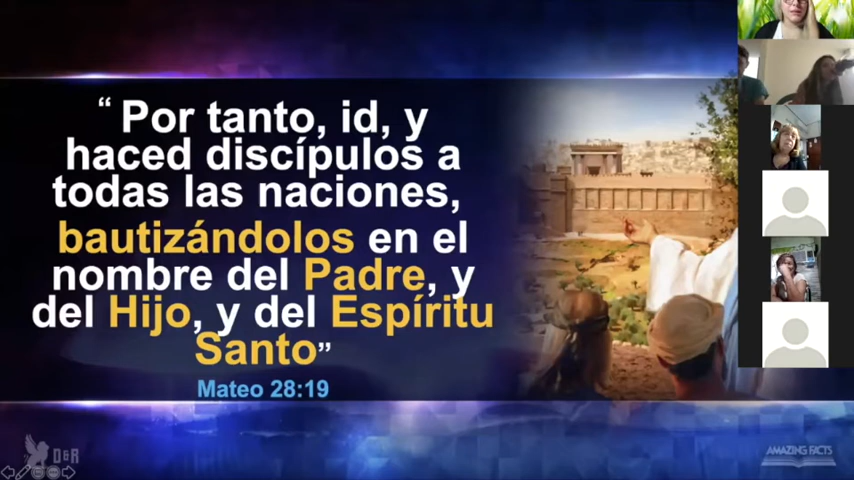 “ Por tanto, id, y
haced discípulos a
todas las naciones,
bautizándolos en el
nombre del Padre, y
del Hijo, y del Espíritu
Santo”
Mateo 28:19
D&R
AMAZING FACTS